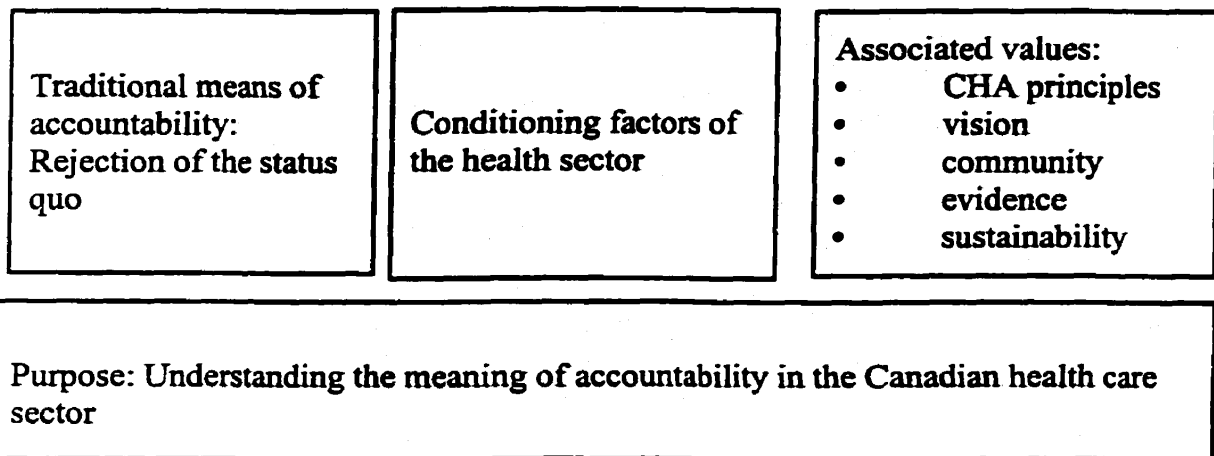 Traditional means of
accountability:
Rejection of the status
quo
Conditioning factors of
the health sector
Associated values:
• CHA principles
• vision
• community
• evidence
• sustainability
Purpose: Understanding the meaning of accountability in the Canadian health care
sector